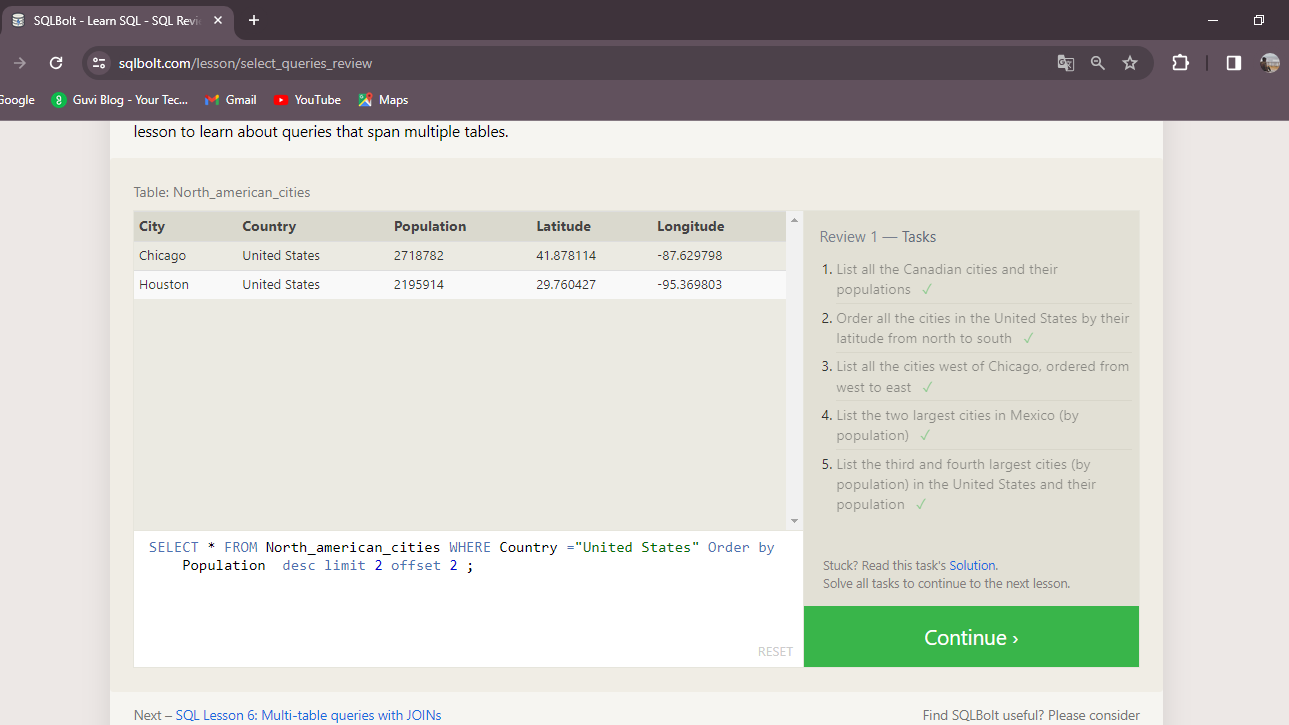 SQLBolt - Learn SQL - SQL Revi
sqlbolt.com/lesson/select_queries_review
Google Guvi Blog - Your Tec... Gmail YouTube Maps
lesson to learn about queries that span multiple tables.
Table: North_american_cities
City Country Population Latitude Longitude
Chicago United States 2718782 41.878114 -87.629798
Houston United States 2195914 29.760427 -95.369803
Review 1 — Tasks
1. List all the Canadian cities and their
populations ✓
2. Order all the cities in the United States by their
latitude from north to south ✓
3. List all the cities west of Chicago, ordered from
west to east ✓
4. List the two largest cities in Mexico (by
population) ✓
5. List the third and fourth largest cities (by
population) in the United States and their
population ✓
SELECT * FROM North_american_cities WHERE Country ="United States" Order by
Population  desc limit 2 offset 2 ;
RESET
Stuck? Read this task's Solution.
Solve all tasks to continue to the next lesson.
Continue ›
Next – SQL Lesson 6: Multi-table queries with JOINs
Find SQLBolt useful? Please consider